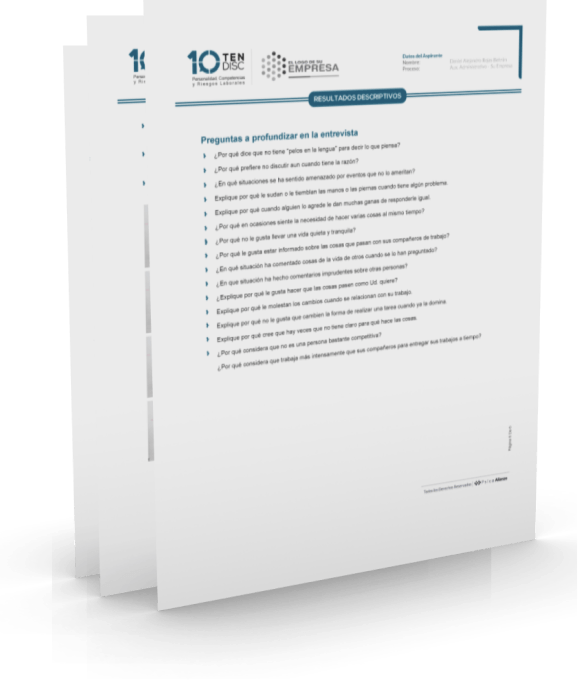 10 TEN
DISC
Personalidad Competencias
y Riesgos Laborales
EL LOGO DE SU
EMPRESA
Datos del Aspirante
Nombre:
Proceso:
RESULTADOS DESCRIPTIVOS
Preguntas a profundizar en la entrevista
¿Por qué dice que no tiene "pelos en la lengua" para decir lo que piensa?
¿Por qué prefiere no discutir aun cuando tiene la razón?
¿En qué situaciones se ha sentido amenazado por eventos que no lo ameritan?
Explique por qué le sudan o le tiemblan las manos o las piernas cuando tiene algún problema.
Explique por qué cuando alguien lo agrede le dan muchas ganas de responderle igual.
¿Por qué en ocasiones siente la necesidad de hacer varias cosas al mismo tiempo?
¿Por qué no le gusta llevar una vida quieta y tranquila?
¿Por qué le gusta estar informado sobre las cosas que pasan con sus compañeros de trabajo?
¿En qué situación ha comentado cosas de la vida de otros cuando se lo han preguntado?
¿En que situación ha hecho comentarios imprudentes sobre otras personas?
¿Explique por qué le gusta hacer que las cosas pasen como Ud. quiere?
Explique por qué le molestan los cambios cuando se relacionan con su trabajo.
Explique por qué no le gusta que cambien la forma de realizar una tarea cuando ya la domina.
Explique por qué cree que hay veces que no tiene claro para qué hace las cosas.
¿Por qué considera que no es una persona bastante competitiva?
¿Por qué considera que trabaja más intensamente que sus compañeros para entregar sus trabajos a tiempo?